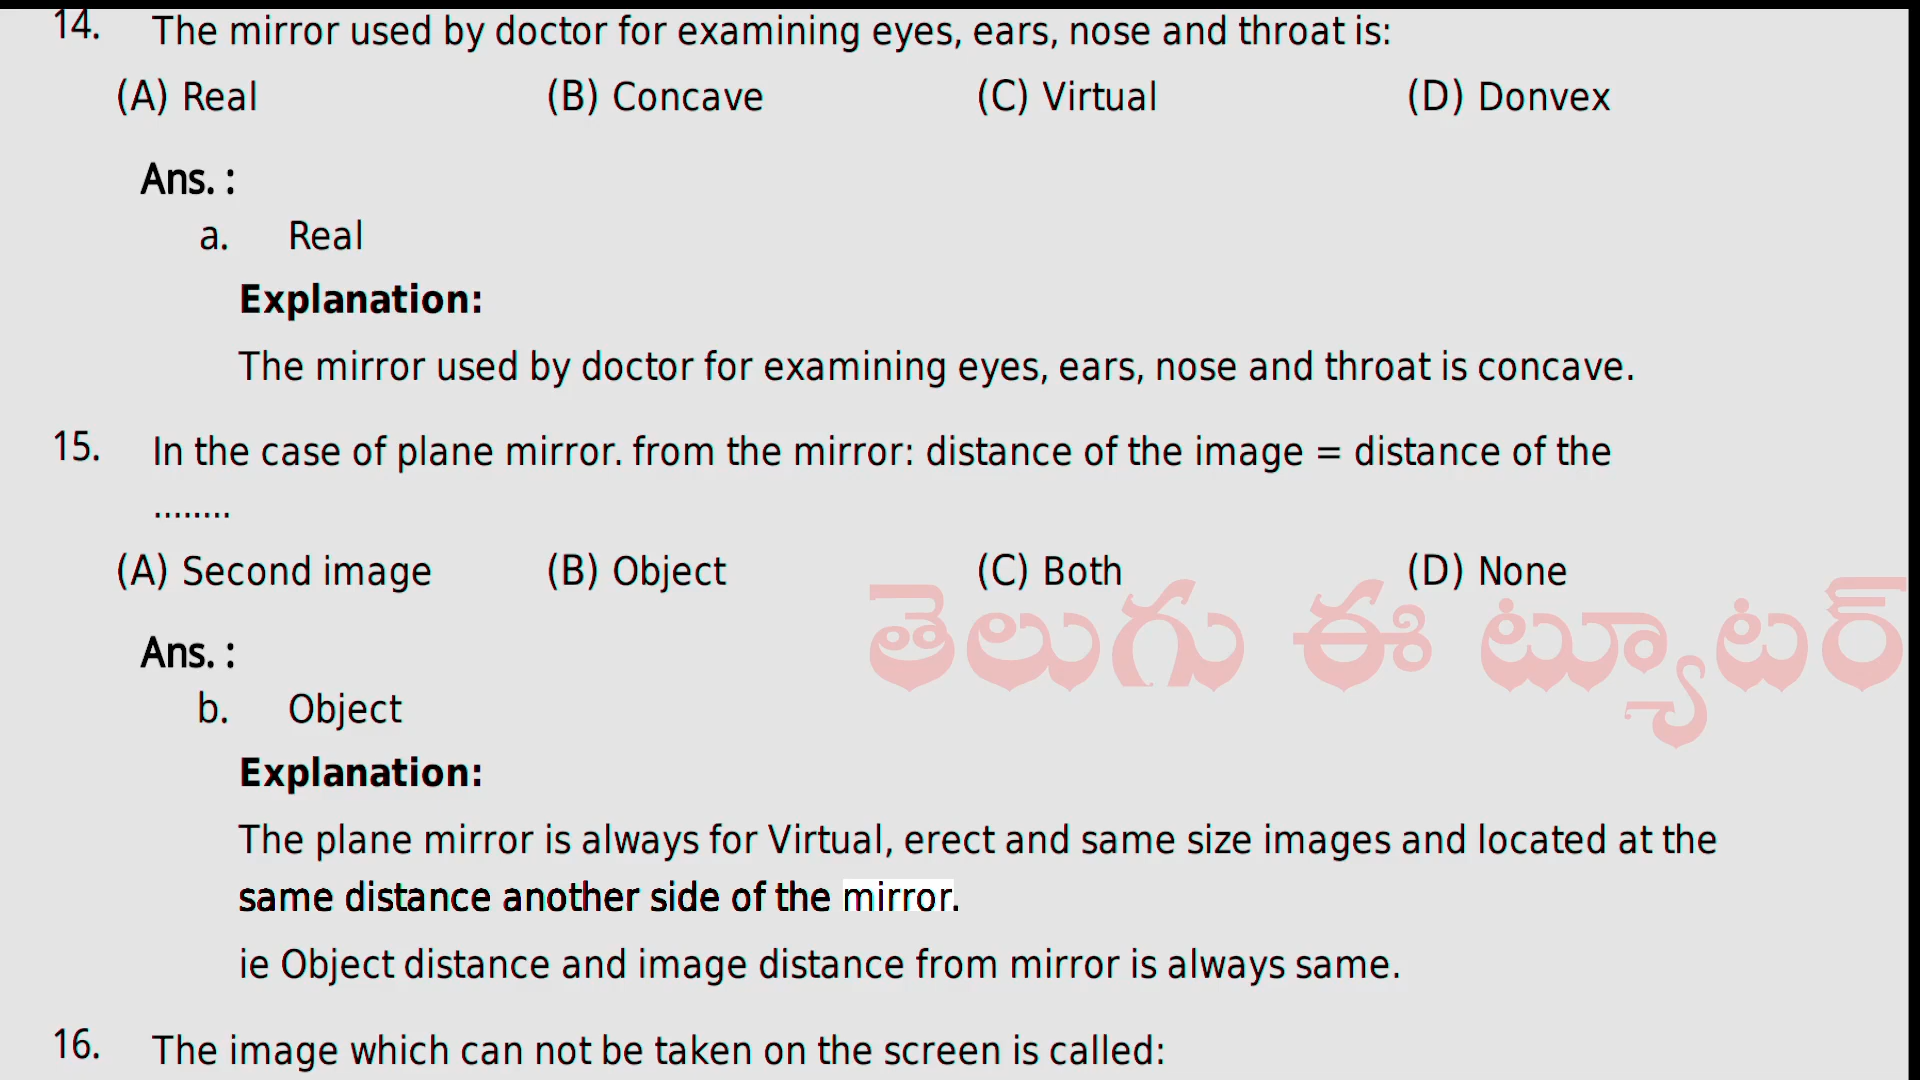 14. The mirror used by doctor for examining eyes, ears, nose and throat is:
(A) Real (B) Concave (C) Virtual (D) Donvex
Ans. :
a. Real
Explanation:
The mirror used by doctor for examining eyes, ears, nose and throat is concave.
15. In the case of plane mirror. from the mirror: distance of the image = distance of the
........
(A) Second image (B) Object (C) Both (D) None
తెలుగు ఈ ట్యూటర్
Ans. :
b. Object
Explanation:
The plane mirror is always for Virtual, erect and same size images and located at the
same distance another side of the mirror.
ie Object distance and image distance from mirror is always same.
16. The image which can not be taken on the screen is called: